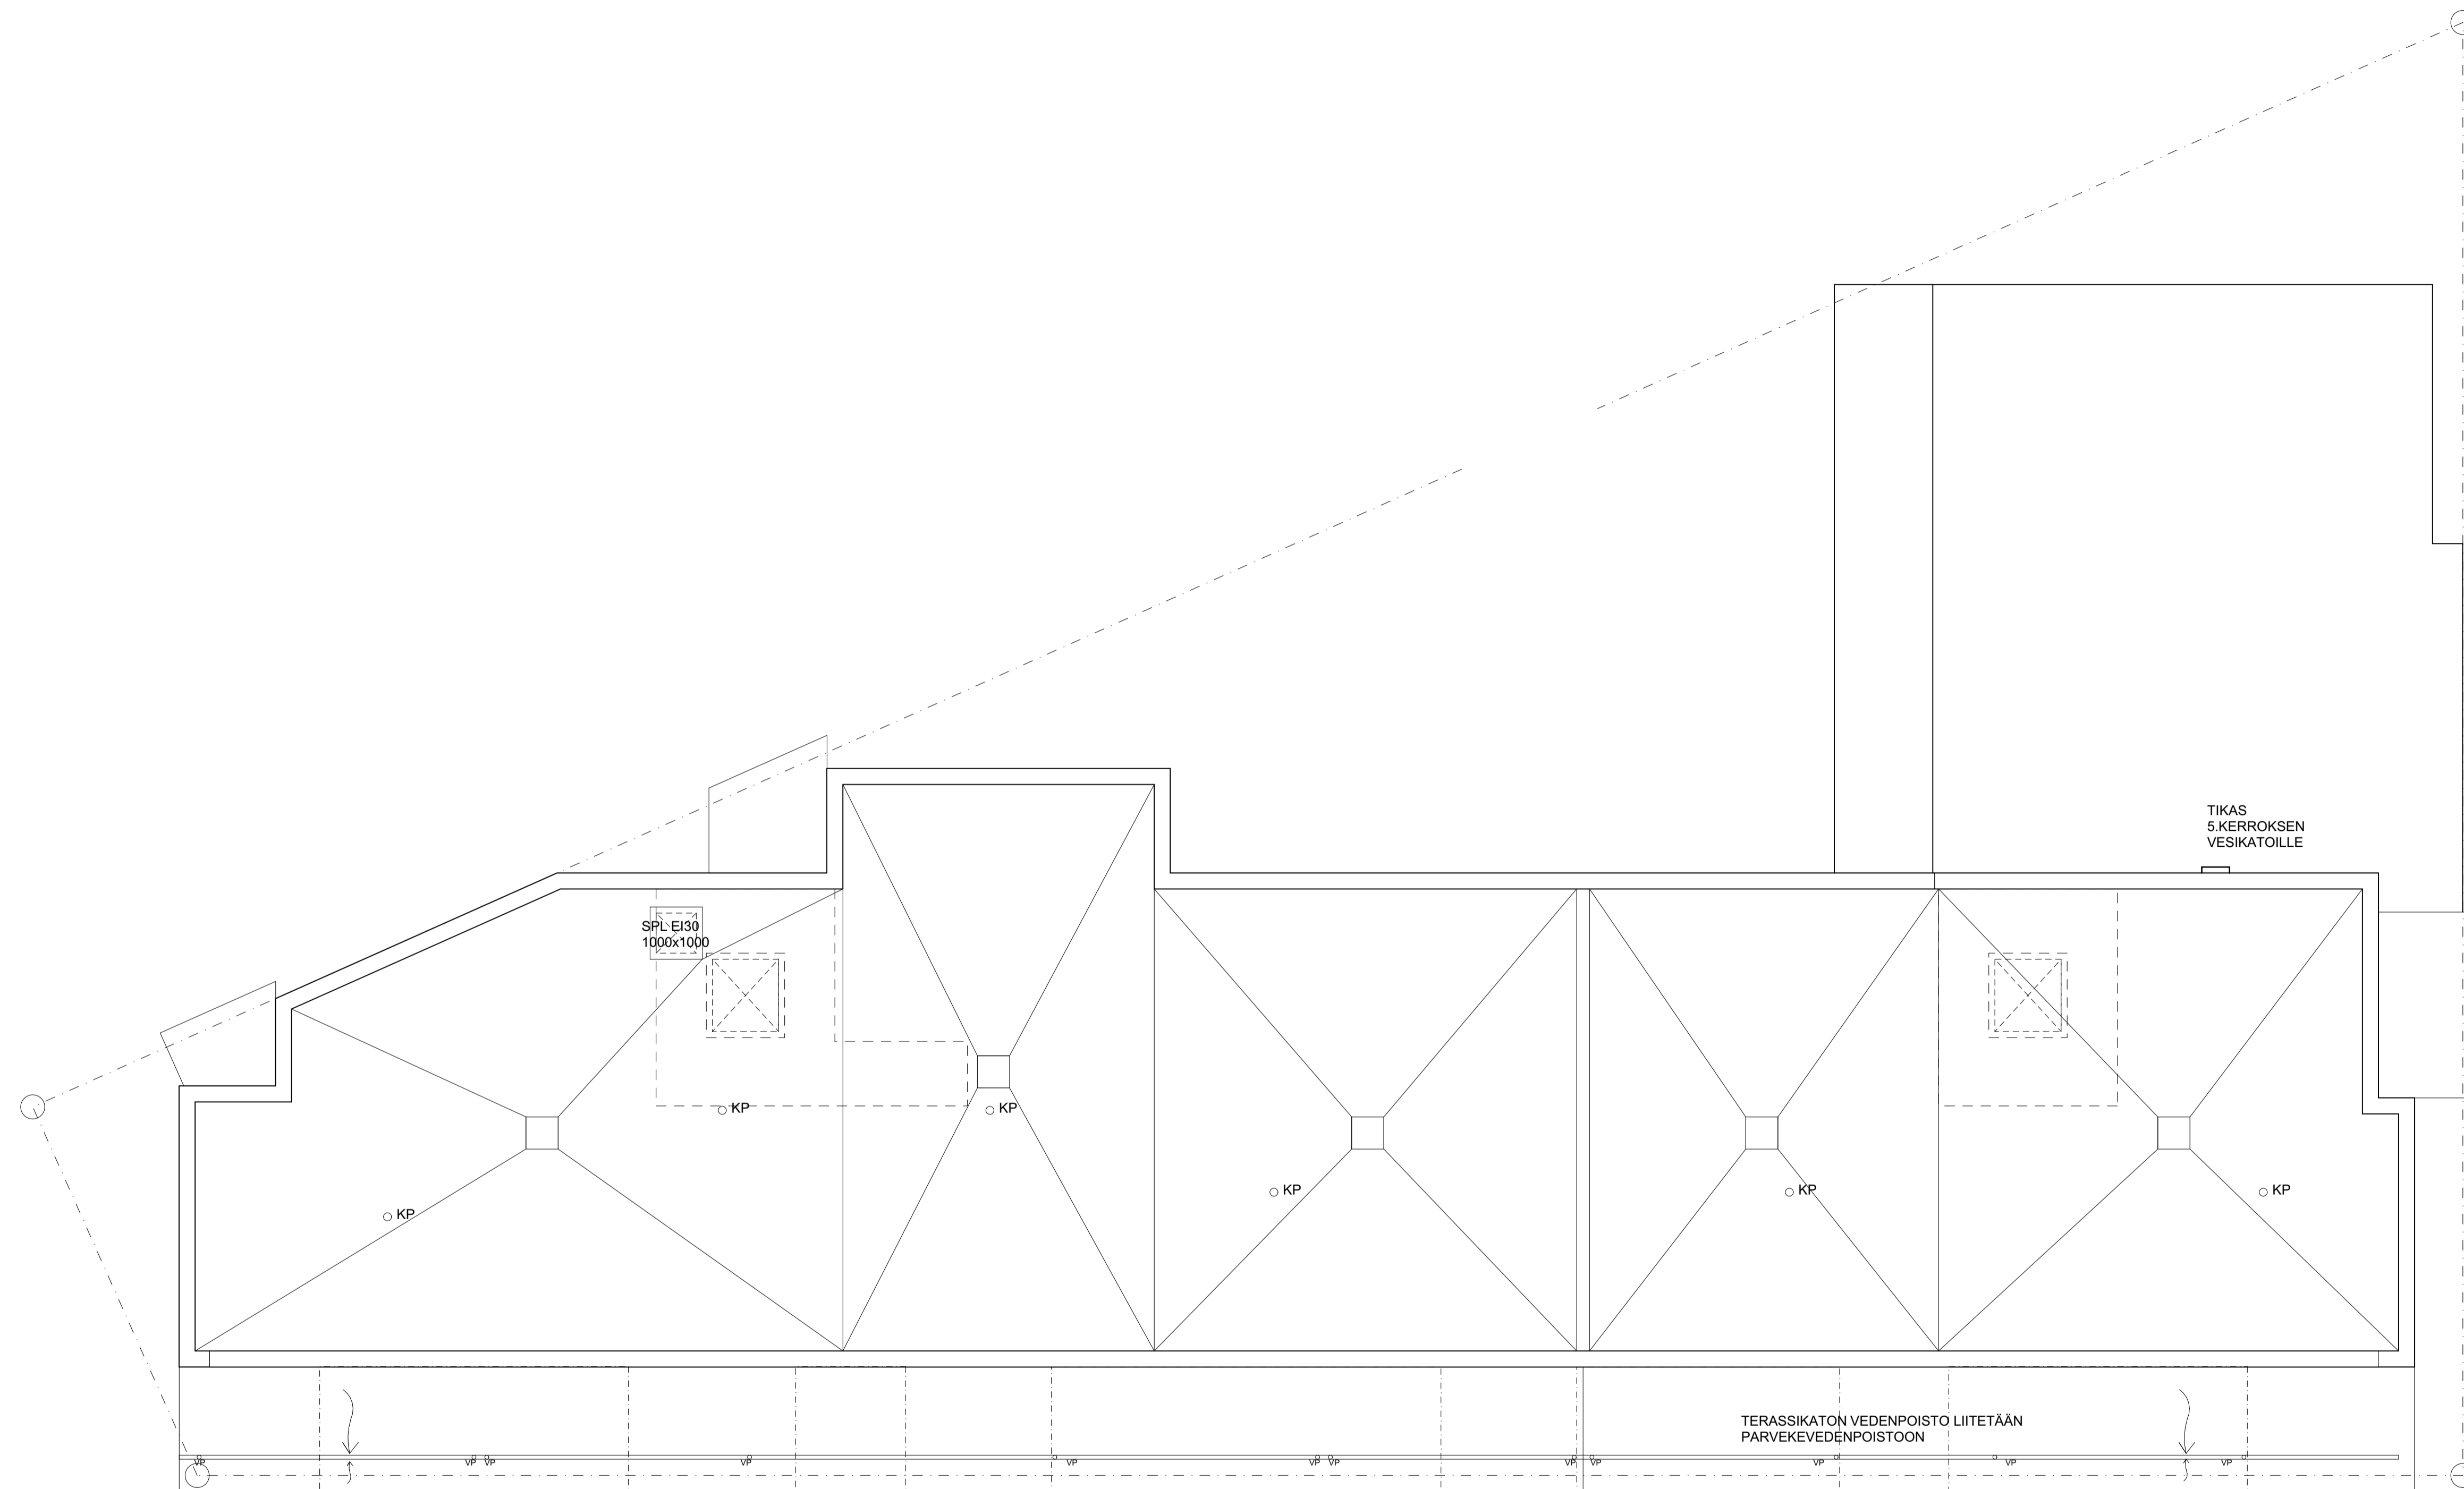 TIKAS
5.KERROKSEN
VESIKATOILLE
SPL EI30
1000x1000
KP
KP
KP
KP
KP
KP
TERASSIKATON VEDENPOISTO LIITETÄÄN
PARVEKEVEDENPOISTOON
VP VP VP VP VP VP VP VP VP VP VP VP